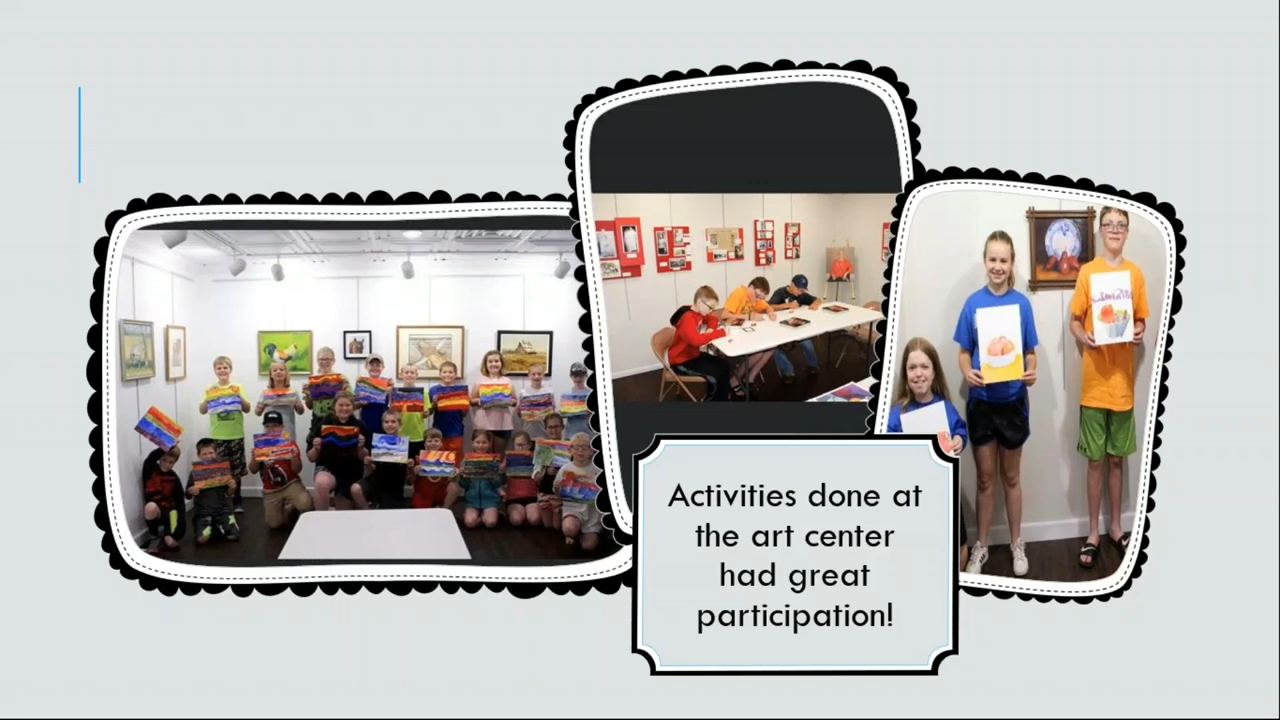 Activities done at
the art center
had great
participation!